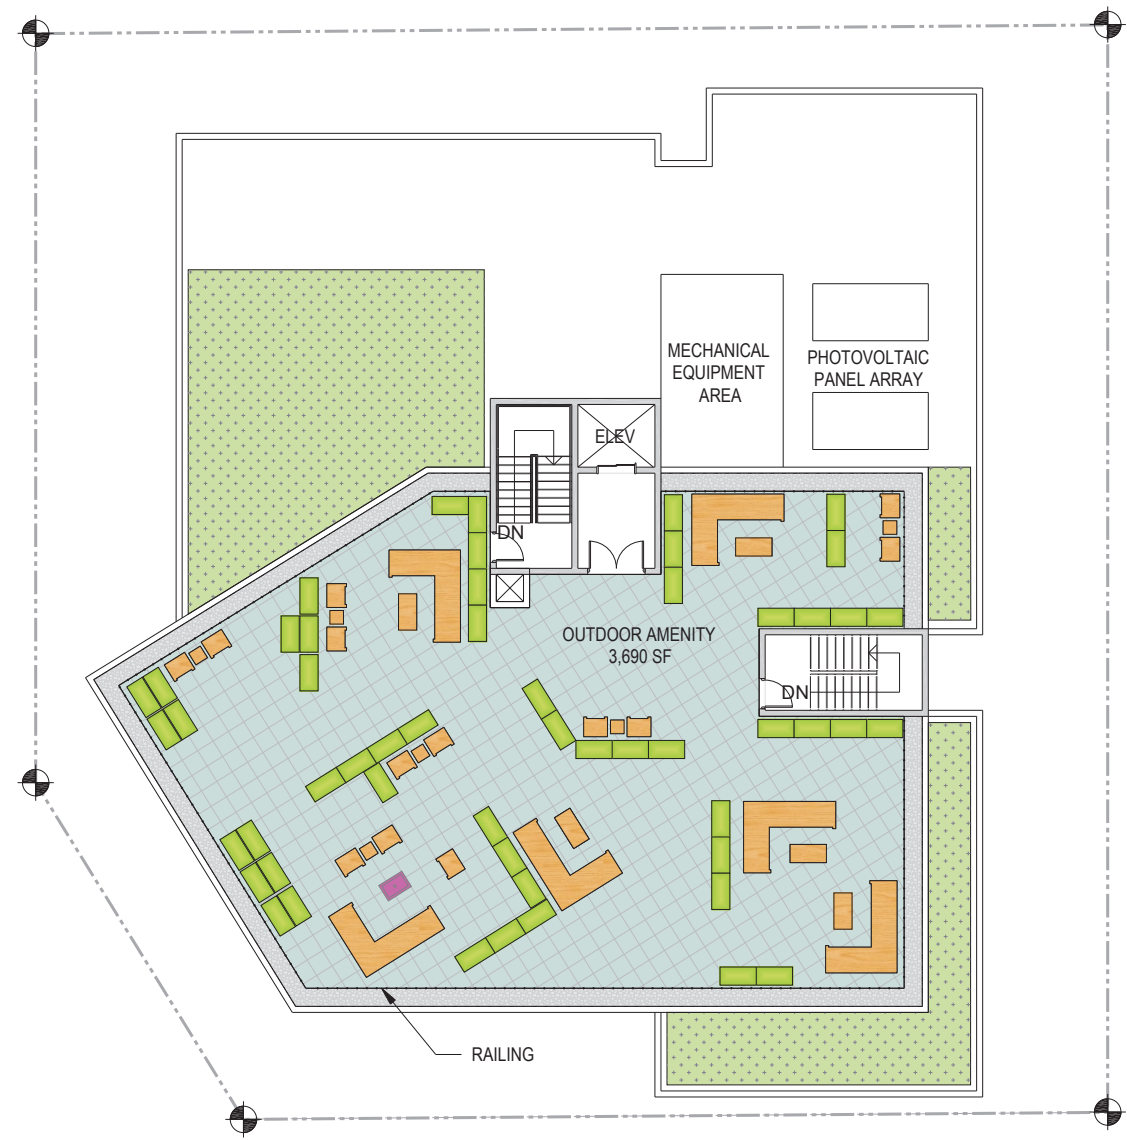 MECHANICAL
EQUIPMENT
AREA
PHOTOVOLTAIC
PANEL ARRAY
ELEV
DN
OUTDOOR AMENITY
3,690 SF
DN
RAILING